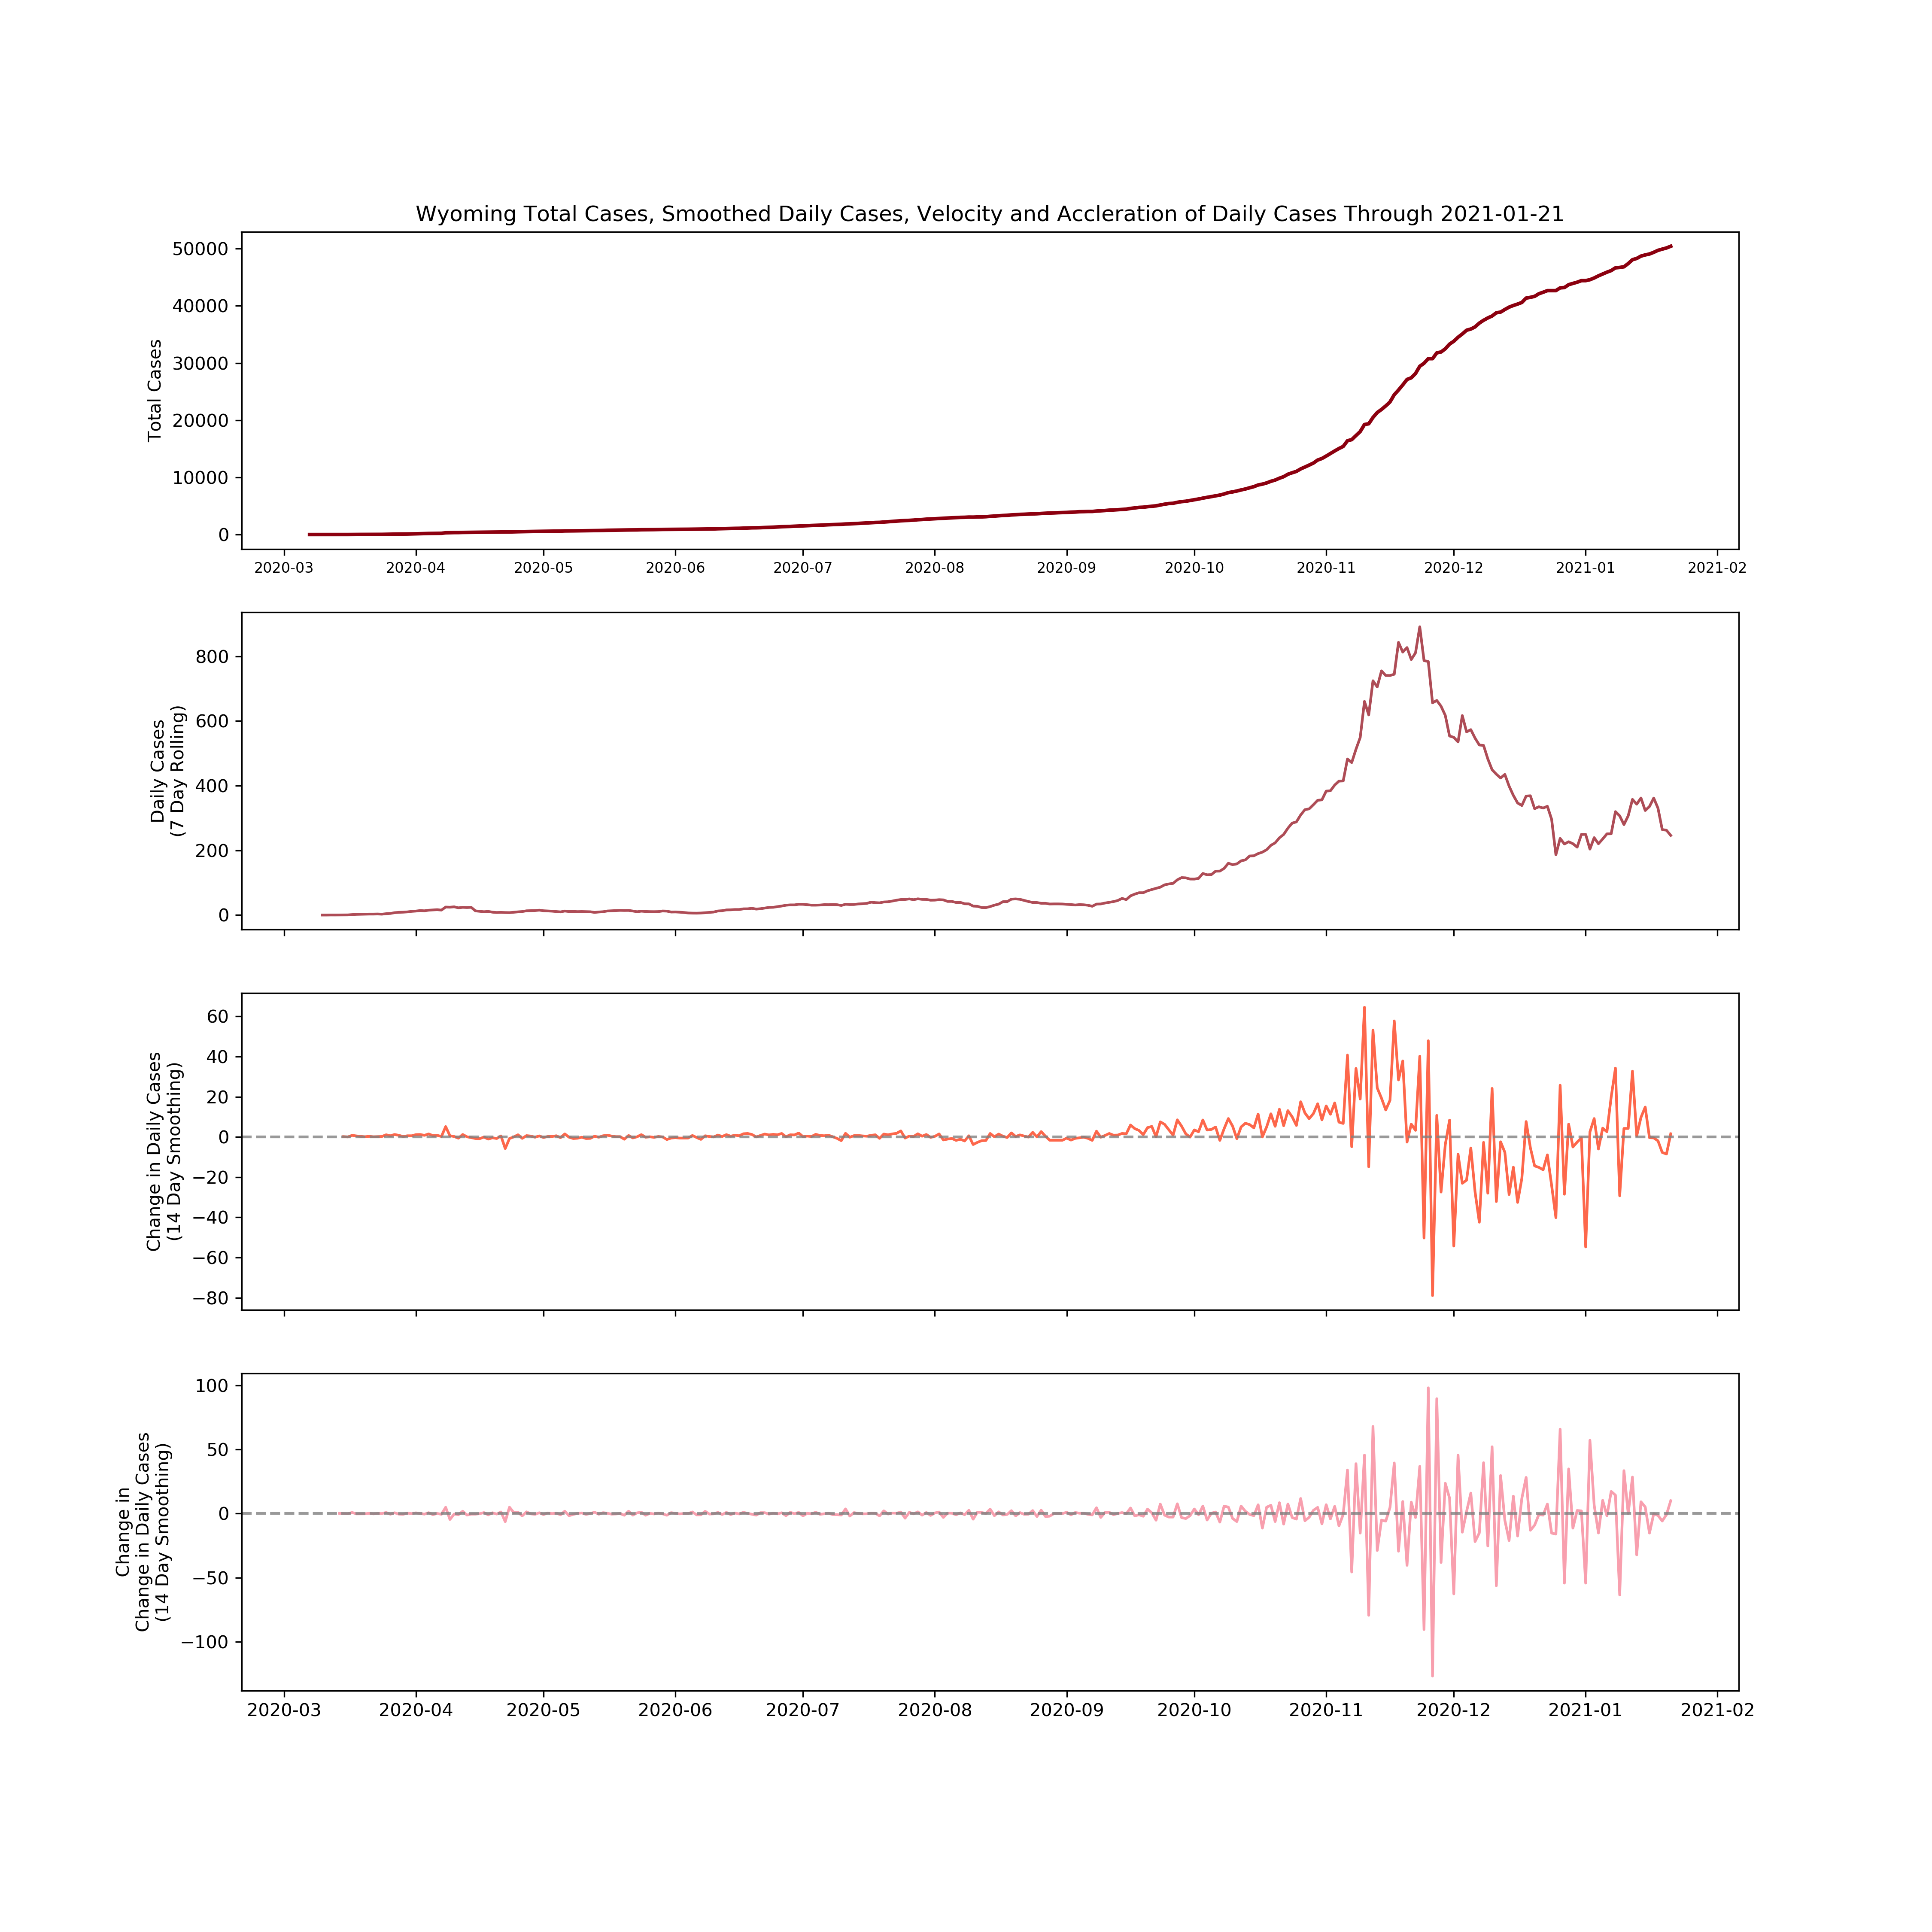 Wyoming Total Cases, Smoothed Daily Cases, Velocity and Accleration of Daily Cases Through 2021-01-21
Total Cases
50000
40000
30000
20000
10000
0
2020-03 2020-04 2020-05 2020-06 2020-07 2020-08 2020-09 2020-10 2020-11 2020-12 2021-01 2021-02
Daily Cases
(7 Day Rolling)
800
600
400
200
0
Change in Daily Cases
(14 Day Smoothing)
60
40
20
0
−20
−40
−60
−80
Change in
Change in Daily Cases
(14 Day Smoothing)
100
50
0
−50
−100
2020-03 2020-04 2020-05 2020-06 2020-07 2020-08 2020-09 2020-10 2020-11 2020-12 2021-01 2021-02